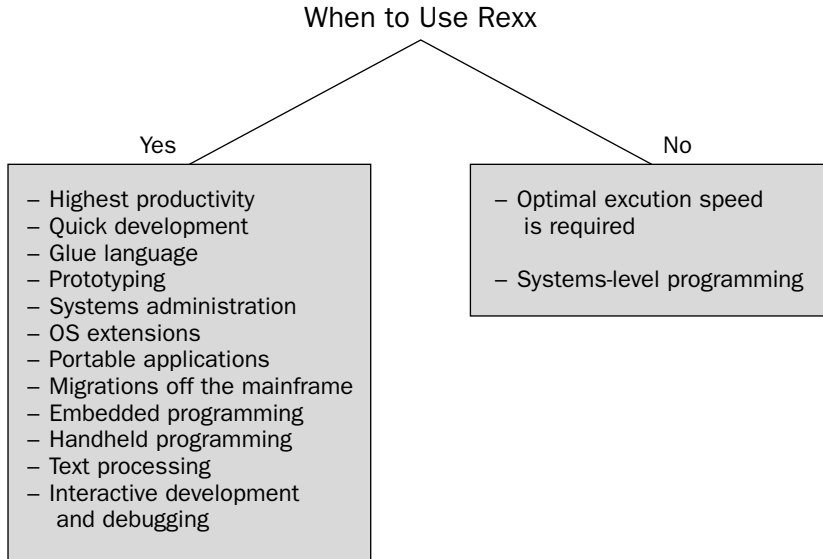 When to Use Rexx
Yes
– Highest productivity
– Quick development
– Glue language
– Prototyping
– Systems administration
– OS extensions
– Portable applications
– Migrations off the mainframe
– Embedded programming
– Handheld programming
– Text processing
– Interactive development
and debugging
No
– Optimal excution speed
is required
– Systems-level programming